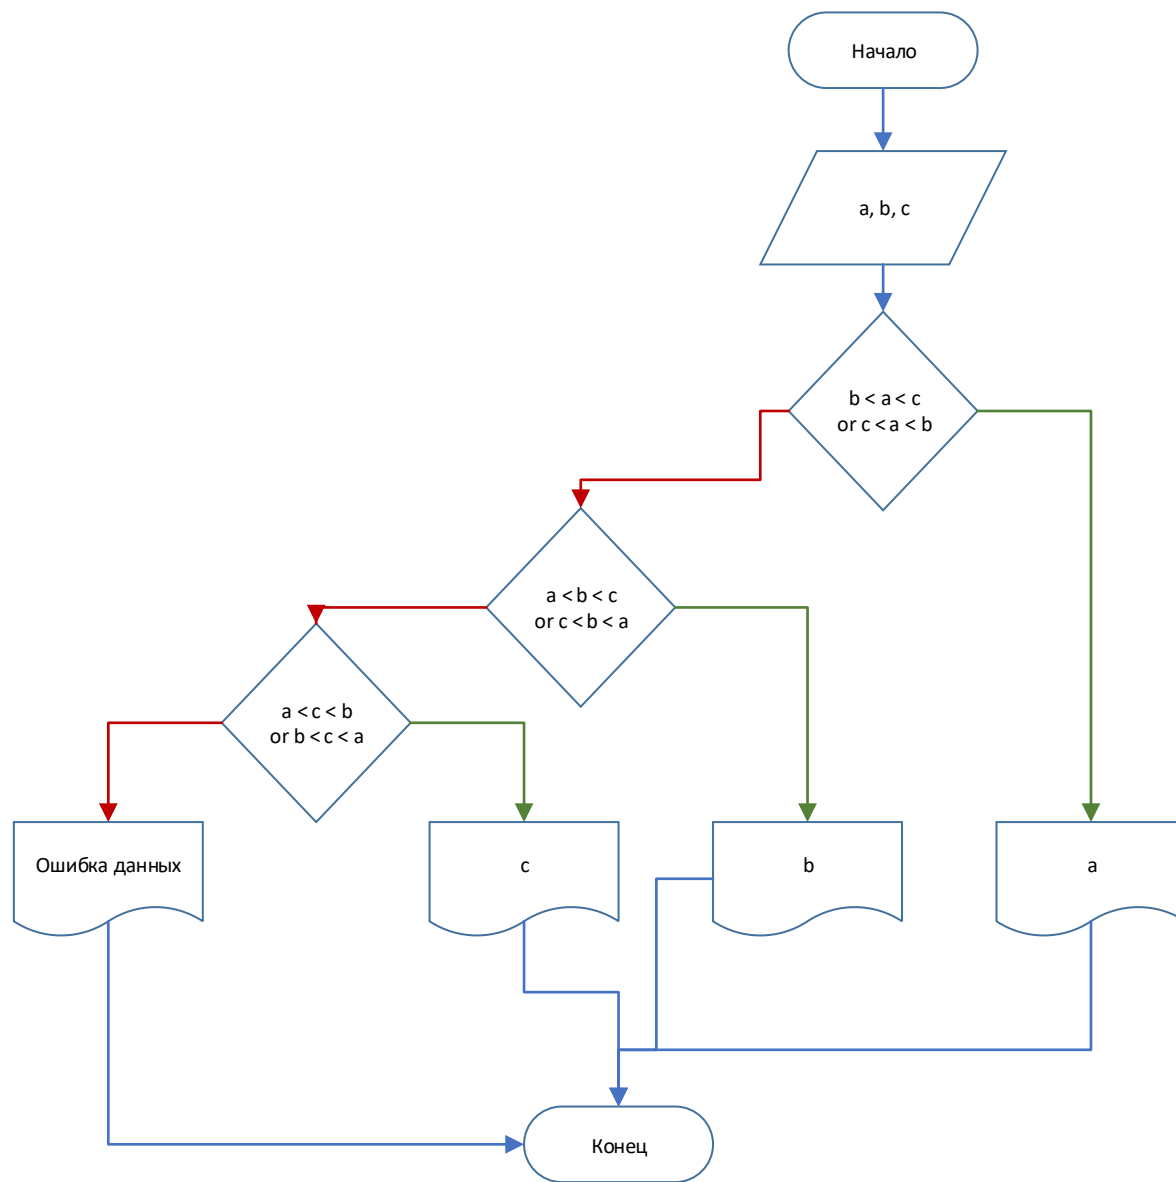 Начало
a, b, c
b < a < c
or c < a < b
a < b < c
or c < b < a
a < c < b
or b < c < a
Ошибка данных
c
b
a
Конец